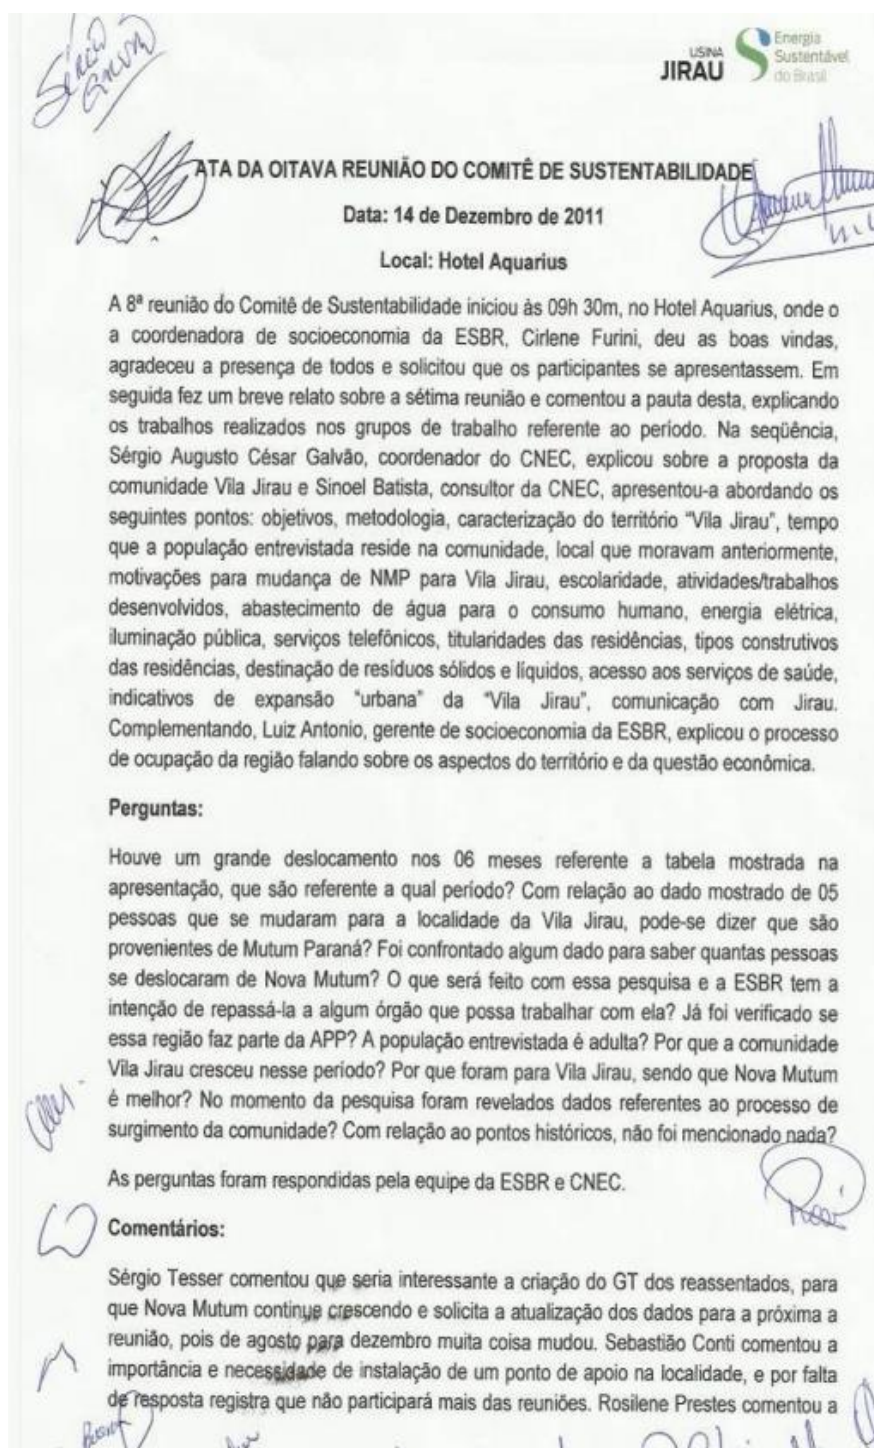 Sérgio
Galvão
USINA
JIRAU
Energia
Sustentável
do Brasil
ATA DA OITAVA REUNIÃO DO COMITÊ DE SUSTENTABILIDADE
Data: 14 de Dezembro de 2011
Local: Hotel Aquarius
A 8ª reunião do Comitê de Sustentabilidade iniciou às 09h 30m, no Hotel Aquarius, onde o
a coordenadora de socioeconomia da ESBR, Cirlene Furini, deu as boas vindas,
agradeceu a presença de todos e solicitou que os participantes se apresentassem. Em
seguida fez um breve relato sobre a sétima reunião e comentou a pauta desta, explicando
os trabalhos realizados nos grupos de trabalho referente ao período. Na seqüência,
Sérgio Augusto César Galvão, coordenador do CNEC, explicou sobre a proposta da
comunidade Vila Jirau e Sinoel Batista, consultor da CNEC, apresentou-a abordando os
seguintes pontos: objetivos, metodologia, caracterização do território “Vila Jirau”, tempo
que a população entrevistada reside na comunidade, local que moravam anteriormente,
motivações para mudança de NMP para Vila Jirau, escolaridade, atividades/trabalhos
desenvolvidos, abastecimento de água para o consumo humano, energia elétrica,
iluminação pública, serviços telefônicos, titularidades das residências, tipos construtivos
das residências, destinação de resíduos sólidos e líquidos, acesso aos serviços de saúde,
indicativos de expansão “urbana” da “Vila Jirau”, comunicação com Jirau.
Complementando, Luiz Antonio, gerente de socioeconomia da ESBR, explicou o processo
de ocupação da região falando sobre os aspectos do território e da questão econômica.
Perguntas:
Houve um grande deslocamento nos 06 meses referente a tabela mostrada na
apresentação, que são referente a qual período? Com relação ao dado mostrado de 05
pessoas que se mudaram para a localidade da Vila Jirau, pode-se dizer que são
provenientes de Mutum Paraná? Foi confrontado algum dado para saber quantas pessoas
se deslocaram de Nova Mutum? O que será feito com essa pesquisa e a ESBR tem a
intenção de repassá-la a algum órgão que possa trabalhar com ela? Já foi verificado se
essa região faz parte da APP? A população entrevistada é adulta? Por que a comunidade
Vila Jirau cresceu nesse período? Por que foram para Vila Jirau, sendo que Nova Mutum
é melhor? No momento da pesquisa foram revelados dados referentes ao processo de
surgimento da comunidade? Com relação ao pontos históricos, não foi mencionado nada?
As perguntas foram respondidas pela equipe da ESBR e CNEC.
Comentários:
Sérgio Tesser comentou que seria interessante a criação do GT dos reassentados, para
que Nova Mutum continue crescendo e solicita a atualização dos dados para a próxima a
reunião, pois de agosto para dezembro muita coisa mudou. Sebastião Conti comentou a
importância e necessidade de instalação de um ponto de apoio na localidade, e por falta
de resposta registra que não participará mais das reuniões. Rosilene Prestes comentou a